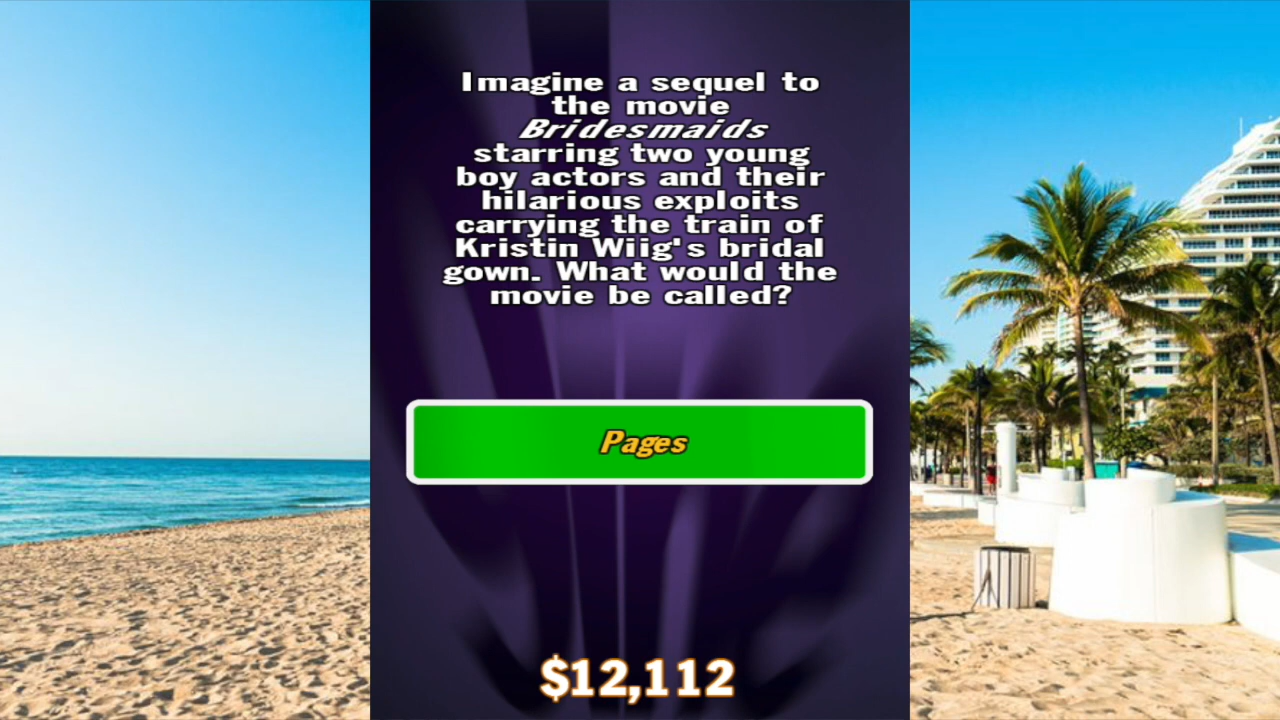 Imagine a sequel to
the movie
Bridesmaids
starring two young
boy actors and their
hilarious exploits
carrying the train of
Kristin Wiig's bridal
gown. What would the
movie be called?
Pages
$12,112